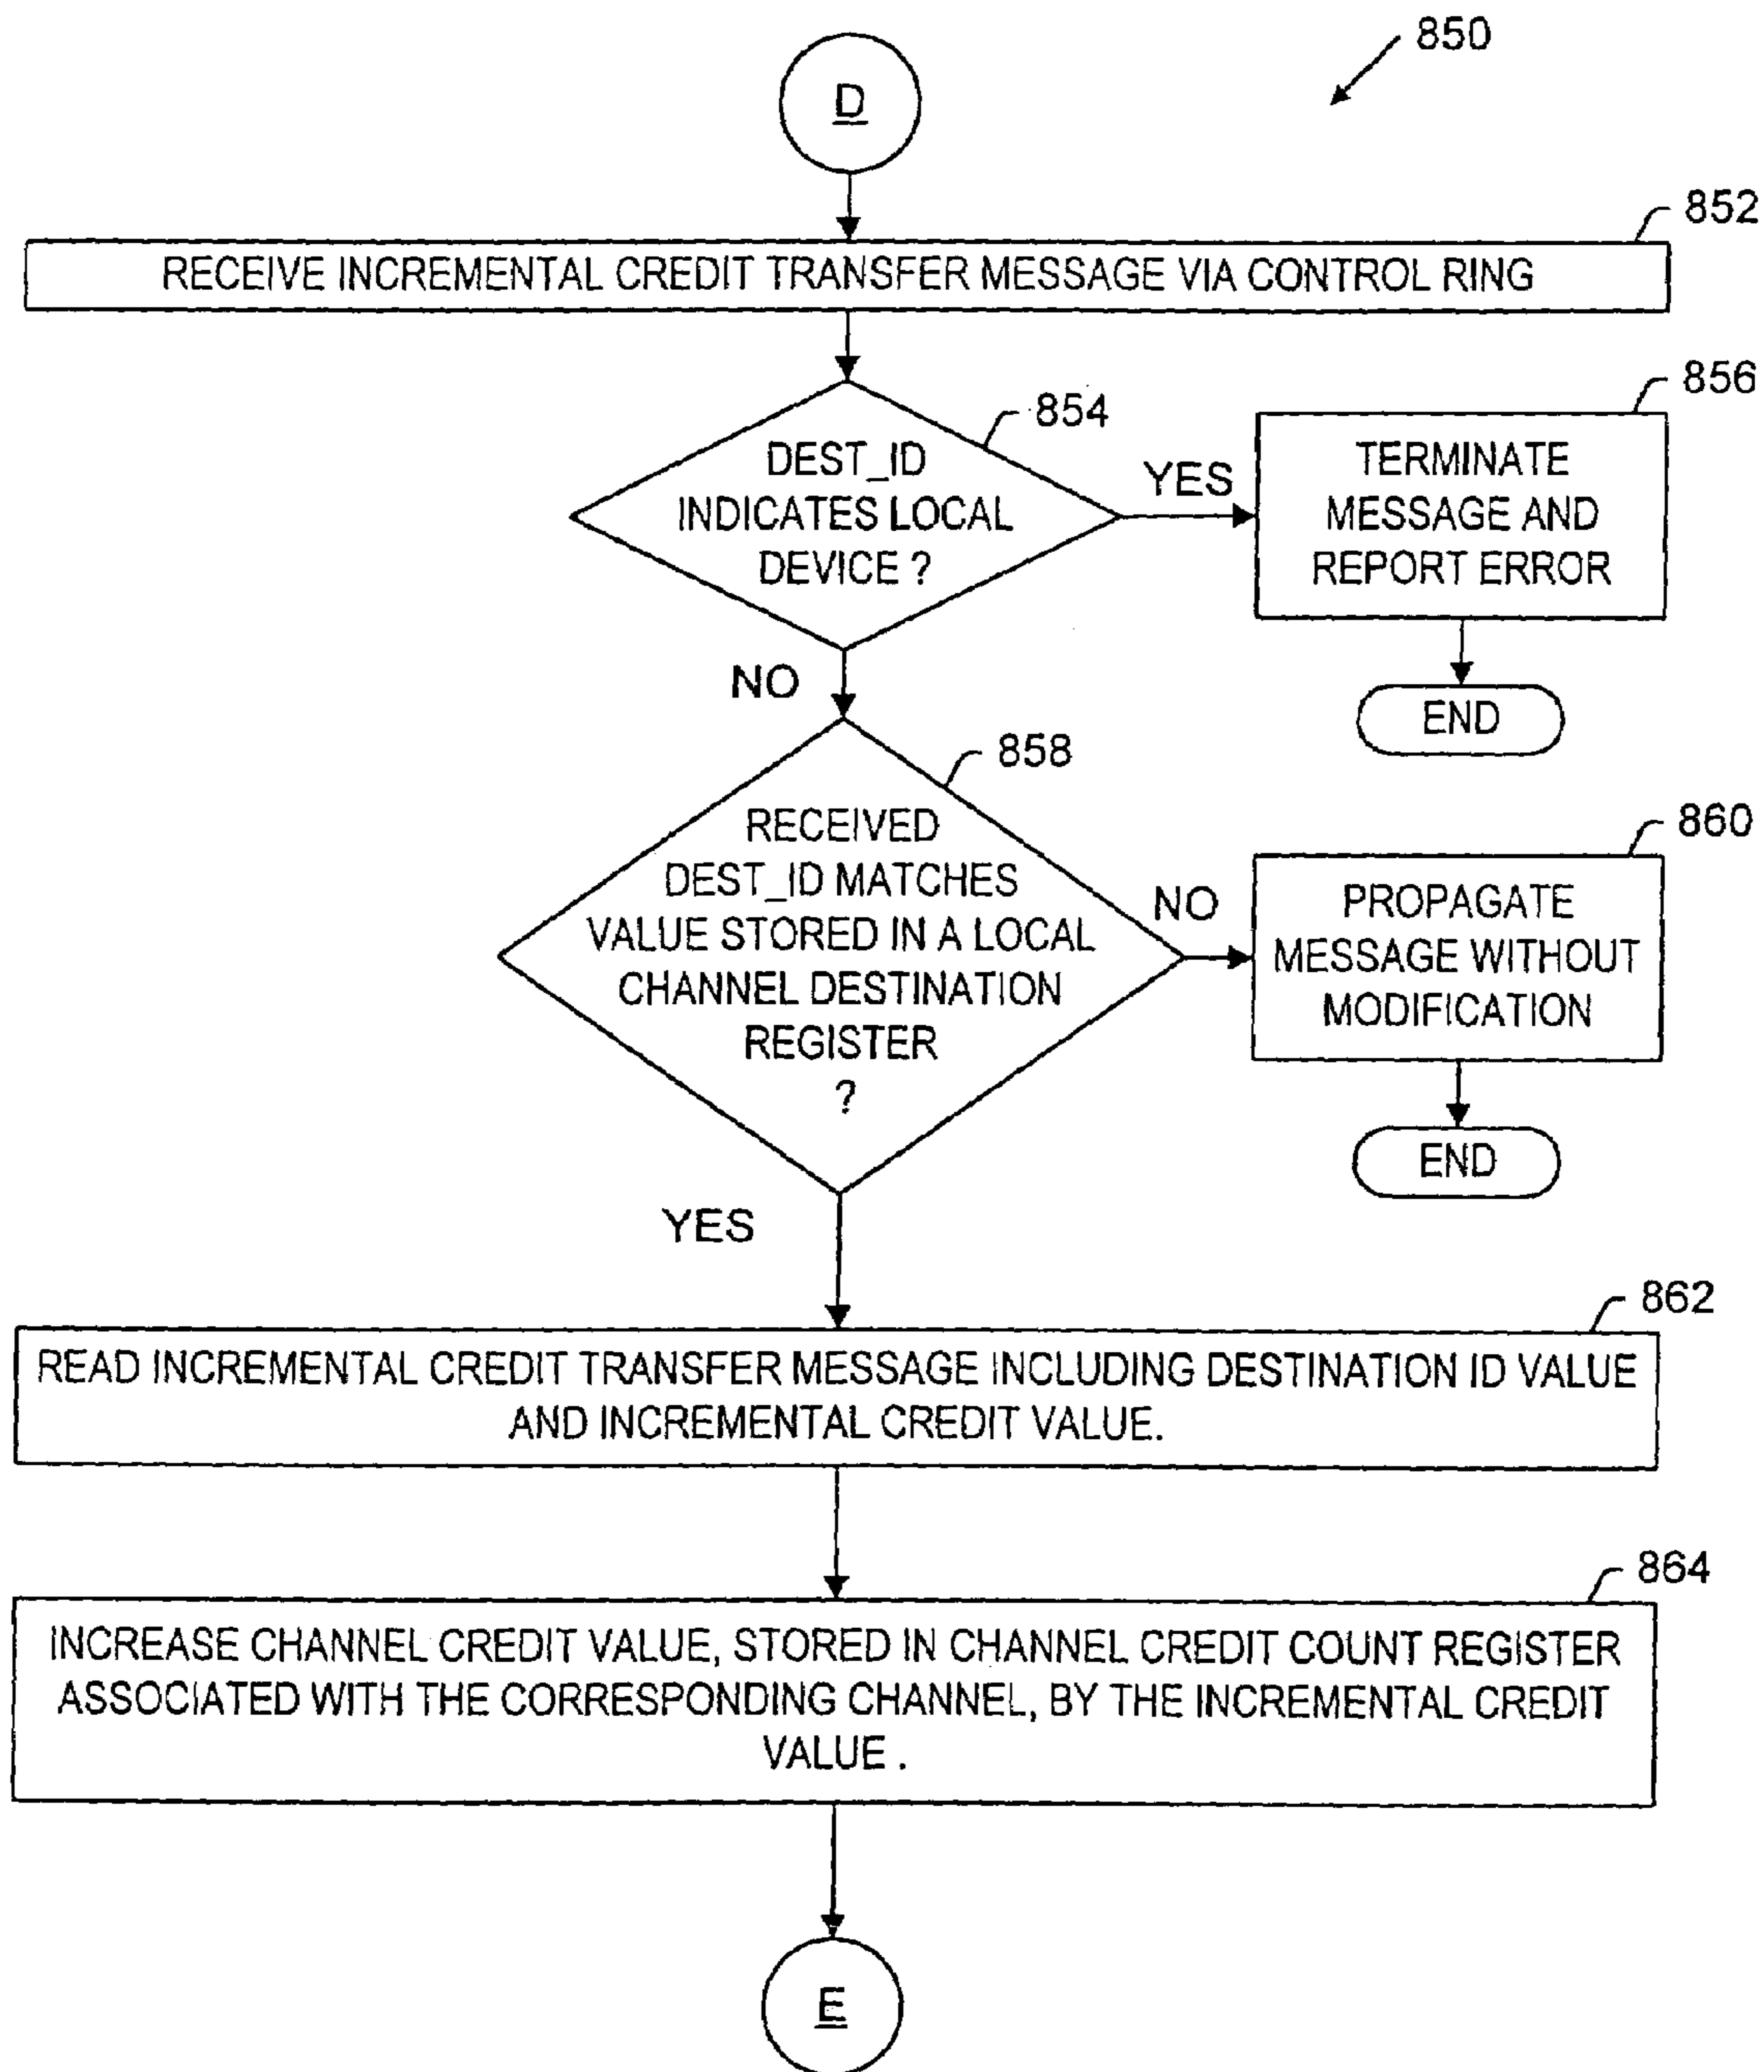 850
D
852
RECEIVE INCREMENTAL CREDIT TRANSFER MESSAGE VIA CONTROL RING
854
DEST_ID
INDICATES LOCAL
DEVICE ?
YES
856
TERMINATE
MESSAGE AND
REPORT ERROR
END
NO
858
RECEIVED
DEST_ID MATCHES
VALUE STORED IN A LOCAL
CHANNEL DESTINATION
REGISTER
?
NO
860
PROPAGATE
MESSAGE WITHOUT
MODIFICATION
END
YES
862
READ INCREMENTAL CREDIT TRANSFER MESSAGE INCLUDING DESTINATION ID VALUE
AND INCREMENTAL CREDIT VALUE.
864
INCREASE CHANNEL CREDIT VALUE, STORED IN CHANNEL CREDIT COUNT REGISTER
ASSOCIATED WITH THE CORRESPONDING CHANNEL, BY THE INCREMENTAL CREDIT
VALUE .
E